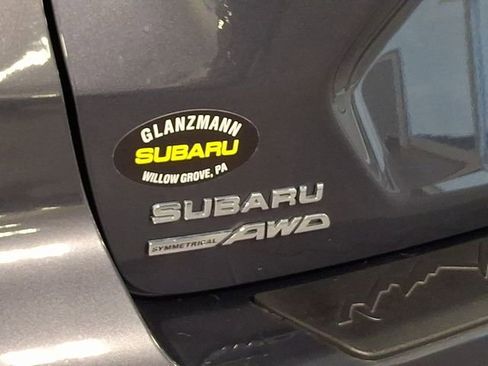 GLANZMANN
SUBARU
WILLOW GROVE, PA
SUBARU
SYMMETRICAL AWD